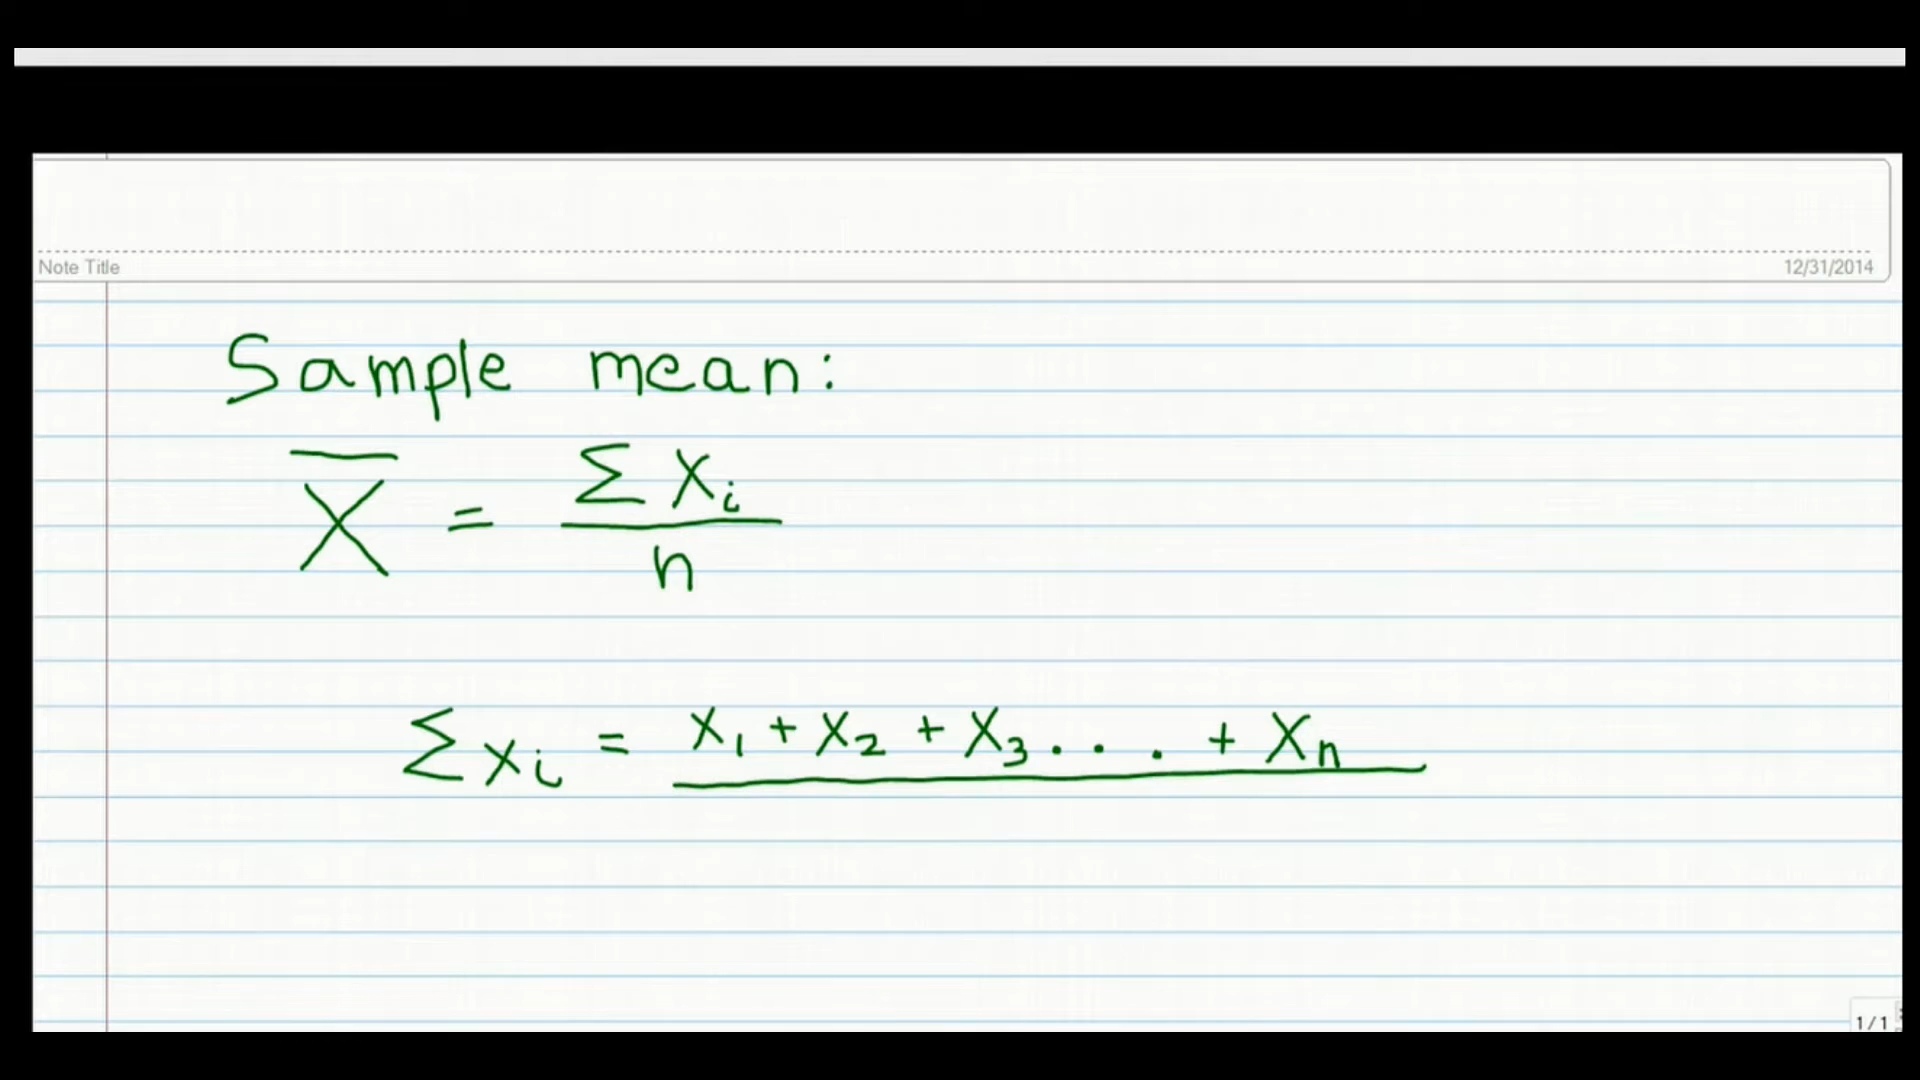 Note Title
12/31/2014
Sample mean:
X̄ = Σ Xᵢ / n
Σ xᵢ = X₁ + X₂ + X₃ . . . + Xₙ
1 / 1